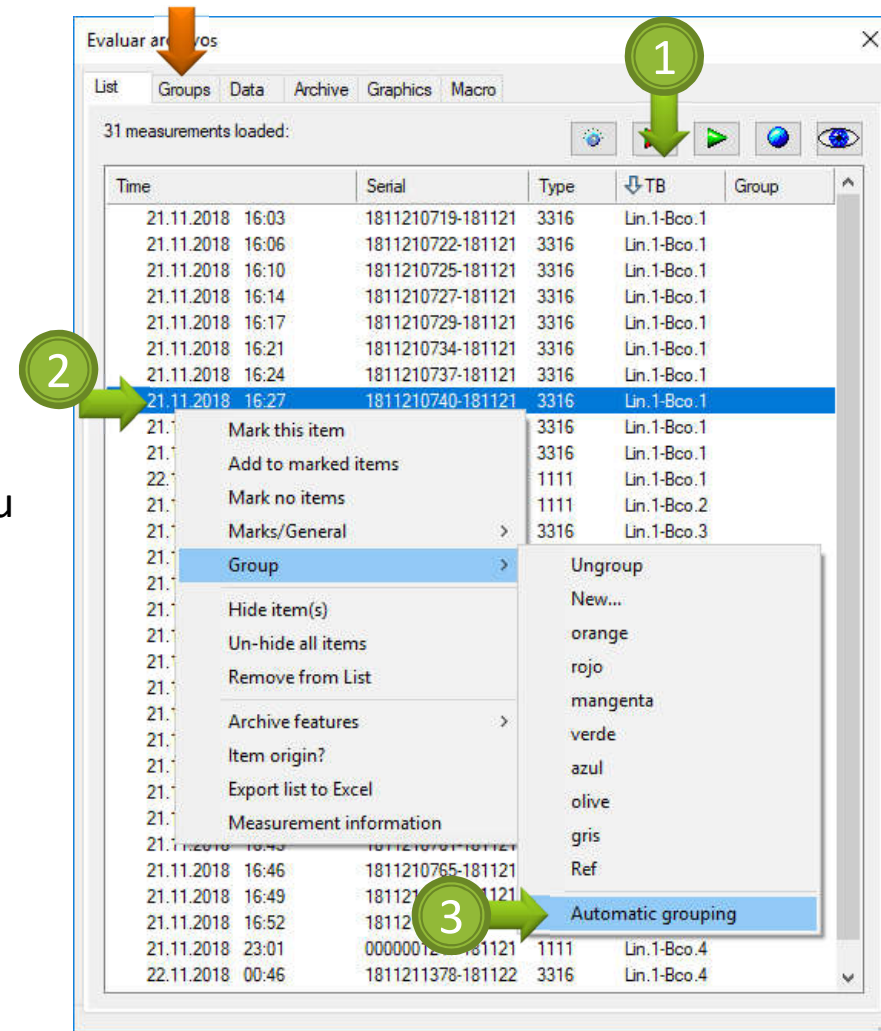 Evaluar
1
List Groups Data Archive Graphics Macro
31 measurements loaded:
Time Serial Type TB Group
21.11.2018 16:03 1811210719-181121 3316 Lin.1-Bco.1
21.11.2018 16:06 1811210722-181121 3316 Lin.1-Bco.1
21.11.2018 16:10 1811210725-181121 3316 Lin.1-Bco.1
21.11.2018 16:14 1811210727-181121 3316 Lin.1-Bco.1
21.11.2018 16:17 1811210729-181121 3316 Lin.1-Bco.1
21.11.2018 16:21 1811210734-181121 3316 Lin.1-Bco.1
2
21.11.2018 16:24 1811210737-181121 3316 Lin.1-Bco.1
21.11.2018 16:27 1811210740-181121 3316 Lin.1-Bco.1
Mark this item 3316 Lin.1-Bco.1
Add to marked items 3316 Lin.1-Bco.1
1111 Lin.1-Bco.1
Mark no items 1111 Lin.1-Bco.2
u
Marks/General > 3316 Lin.1-Bco.3
Group >
Hide item(s)
Un-hide all items
Remove from List
Archive features >
Item origin?
Export list to Excel
Measurement information
Ungroup
New...
orange
rojo
mangenta
verde
azul
olive
gris
Ref
3
Automatic grouping
21.11.2018 16:46 1811210765-181121
21.11.2018 16:49
21.11.2018 16:52
21.11.2018 23:01 1111 Lin.1-Bco.4
22.11.2018 00:46 1811211378-181122 3316 Lin.1-Bco.4